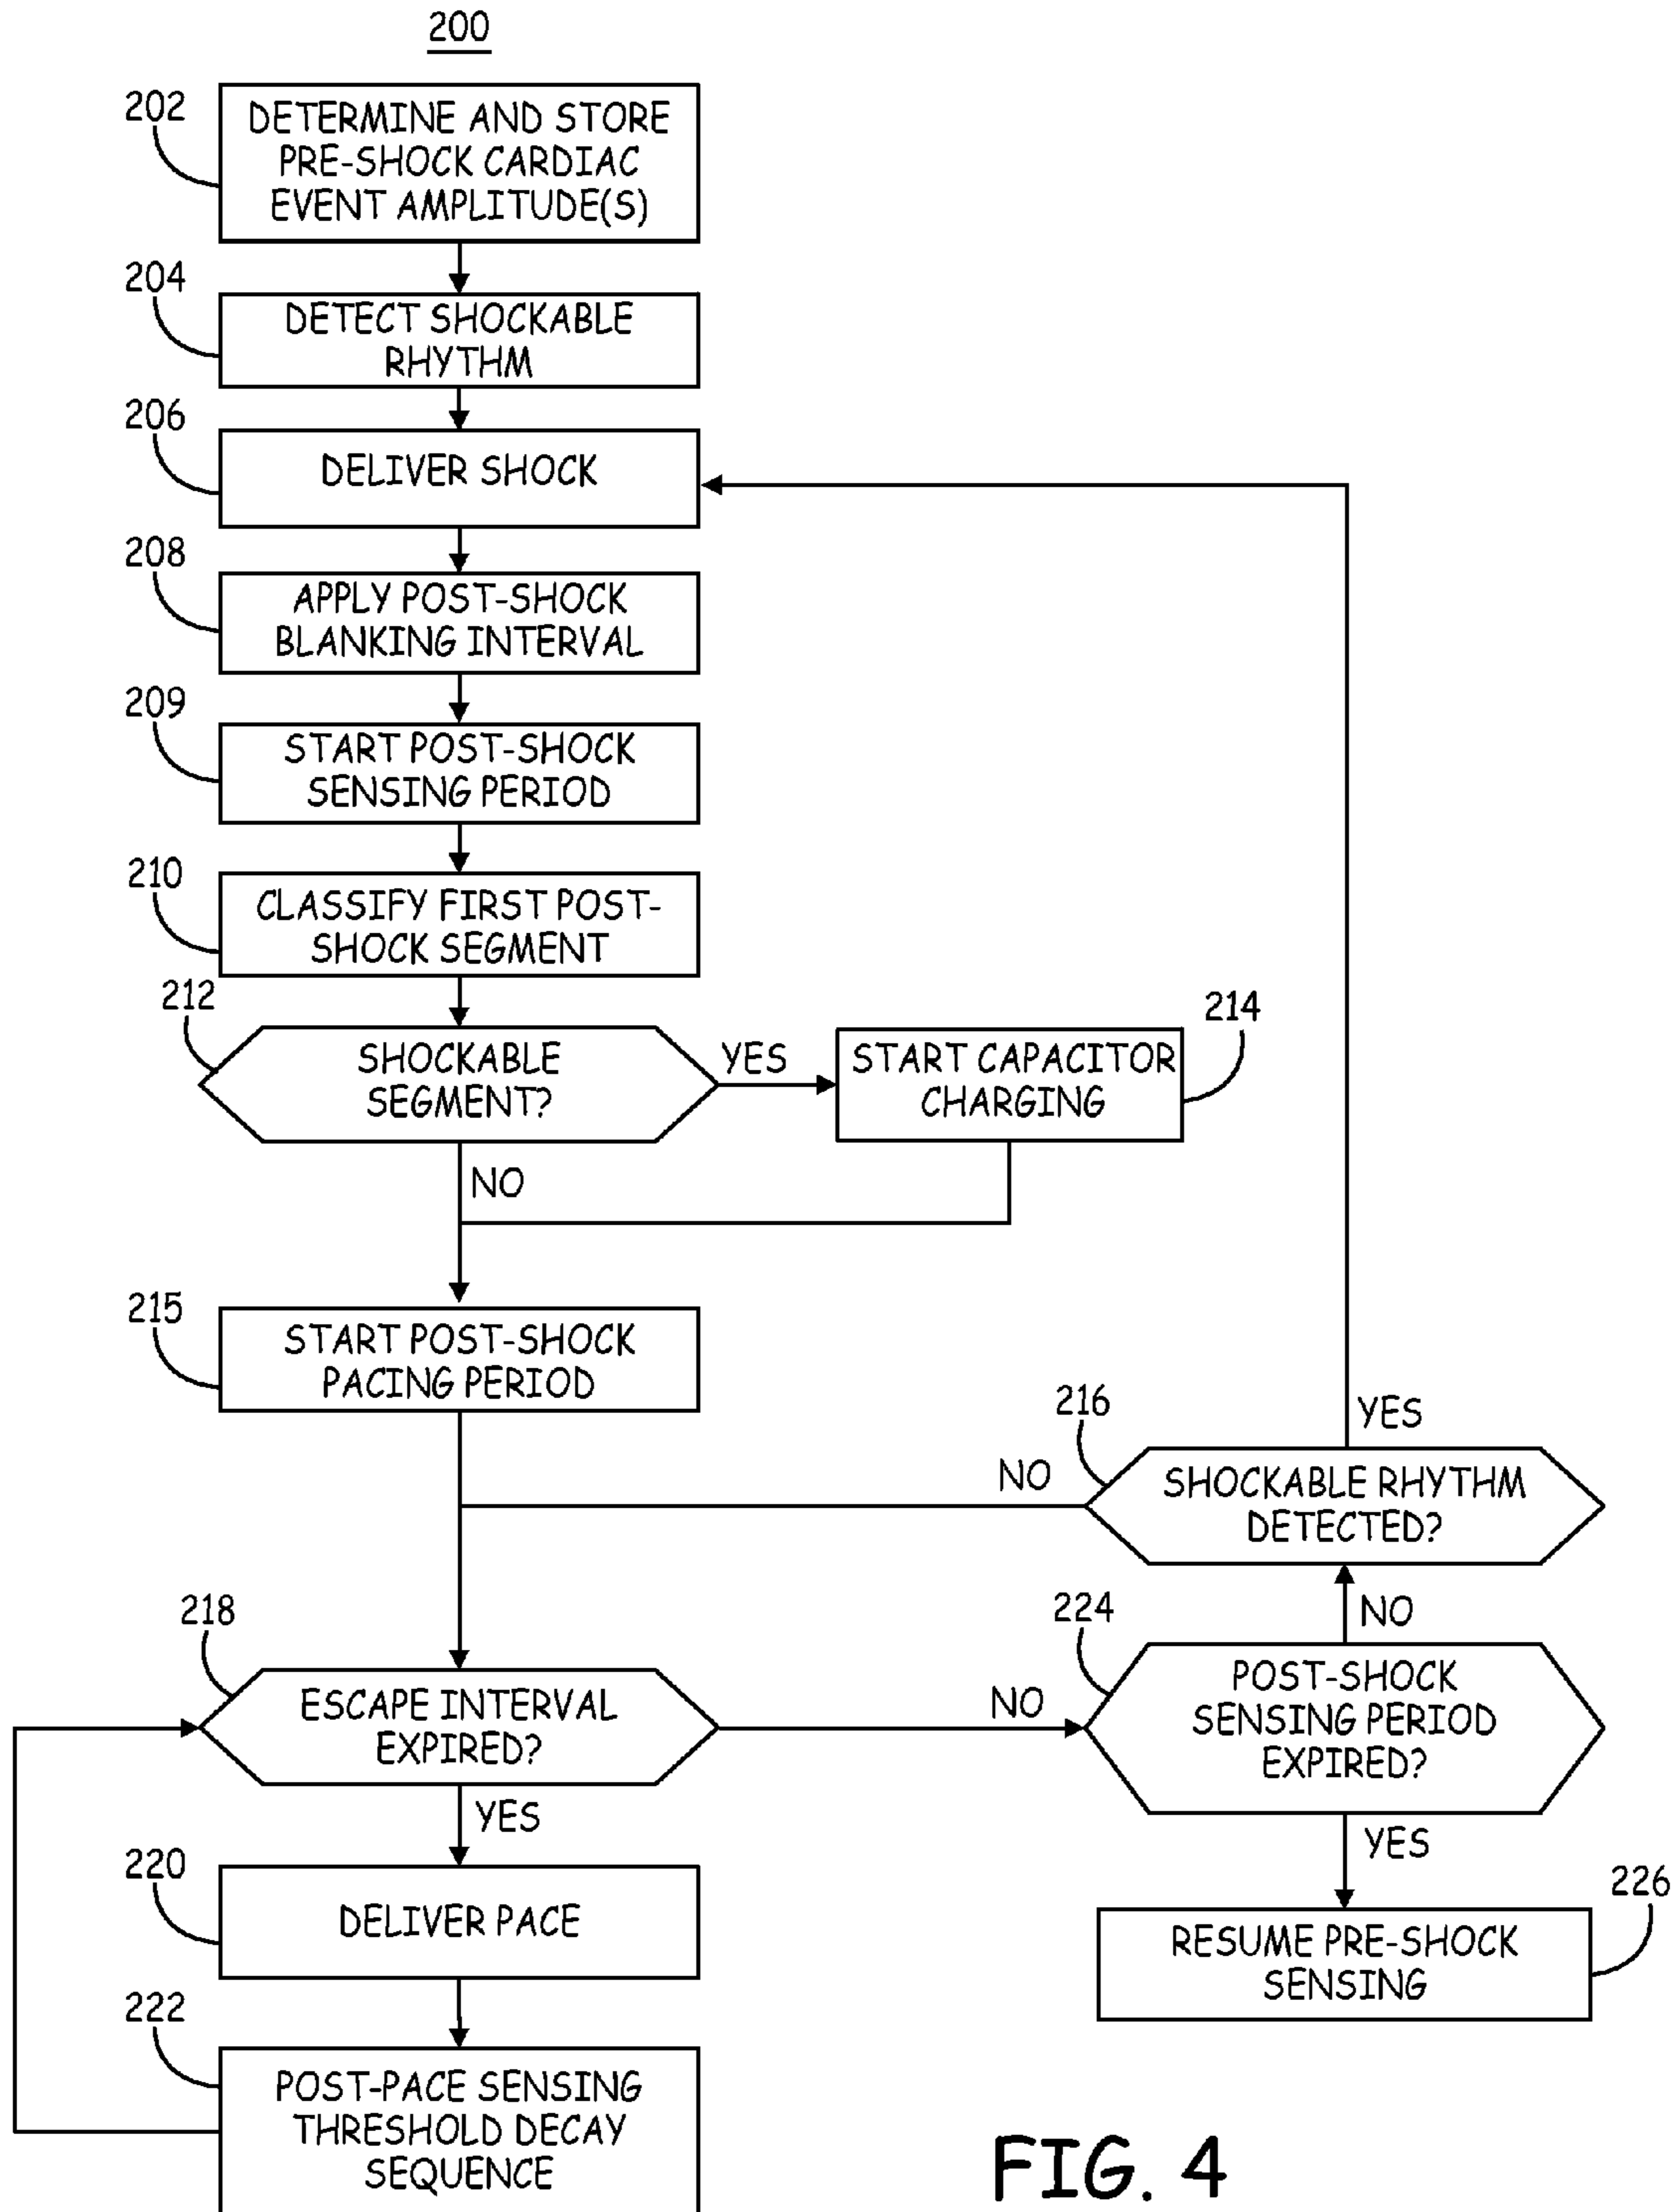 200
202
DETERMINE AND STORE
PRE-SHOCK CARDIAC
EVENT AMPLITUDE(S)
204
DETECT SHOCKABLE
RHYTHM
206
DELIVER SHOCK
208
APPLY POST-SHOCK
BLANKING INTERVAL
209
START POST-SHOCK
SENSING PERIOD
210
CLASSIFY FIRST POST-
SHOCK SEGMENT
212
SHOCKABLE
SEGMENT?
YES
NO
214
START CAPACITOR
CHARGING
215
START POST-SHOCK
PACING PERIOD
216
SHOCKABLE RHYTHM
DETECTED?
YES
NO
218
ESCAPE INTERVAL
EXPIRED?
NO
YES
224
POST-SHOCK
SENSING PERIOD
EXPIRED?
NO
YES
220
DELIVER PACE
226
RESUME PRE-SHOCK
SENSING
222
POST-PACE SENSING
THRESHOLD DECAY
SEQUENCE
FIG. 4